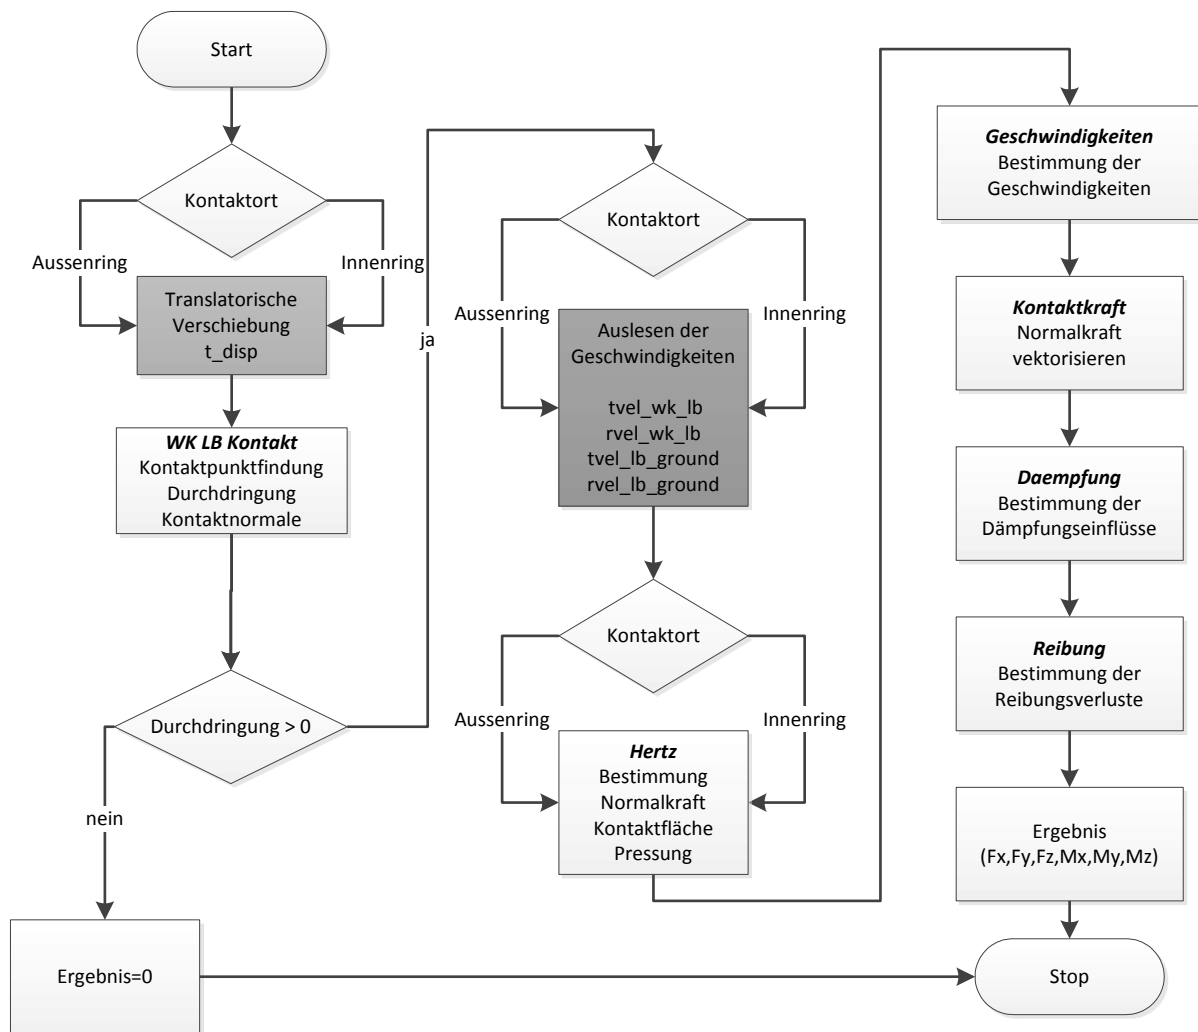 Start
Kontaktort
Aussenring
Innenring
Translatorische
Verschiebung
t_disp
WK LB Kontakt
Kontaktpunktfindung
Durchdringung
Kontaktnormale
Durchdringung > 0
nein
ja
Ergebnis=0
Kontaktort
Aussenring
Innenring
Auslesen der
Geschwindigkeiten
tvel_wk_lb
rvel_wk_lb
tvel_lb_ground
rvel_lb_ground
Kontaktort
Aussenring
Innenring
Hertz
Bestimmung
Normalkraft
Kontaktfläche
Pressung
Geschwindigkeiten
Bestimmung der
Geschwindigkeiten
Kontaktkraft
Normalkraft
vektorisieren
Daempfung
Bestimmung der
Dämpfungseinflüsse
Reibung
Bestimmung der
Reibungsverluste
Ergebnis
(Fx,Fy,Fz,Mx,My,Mz)
Stop